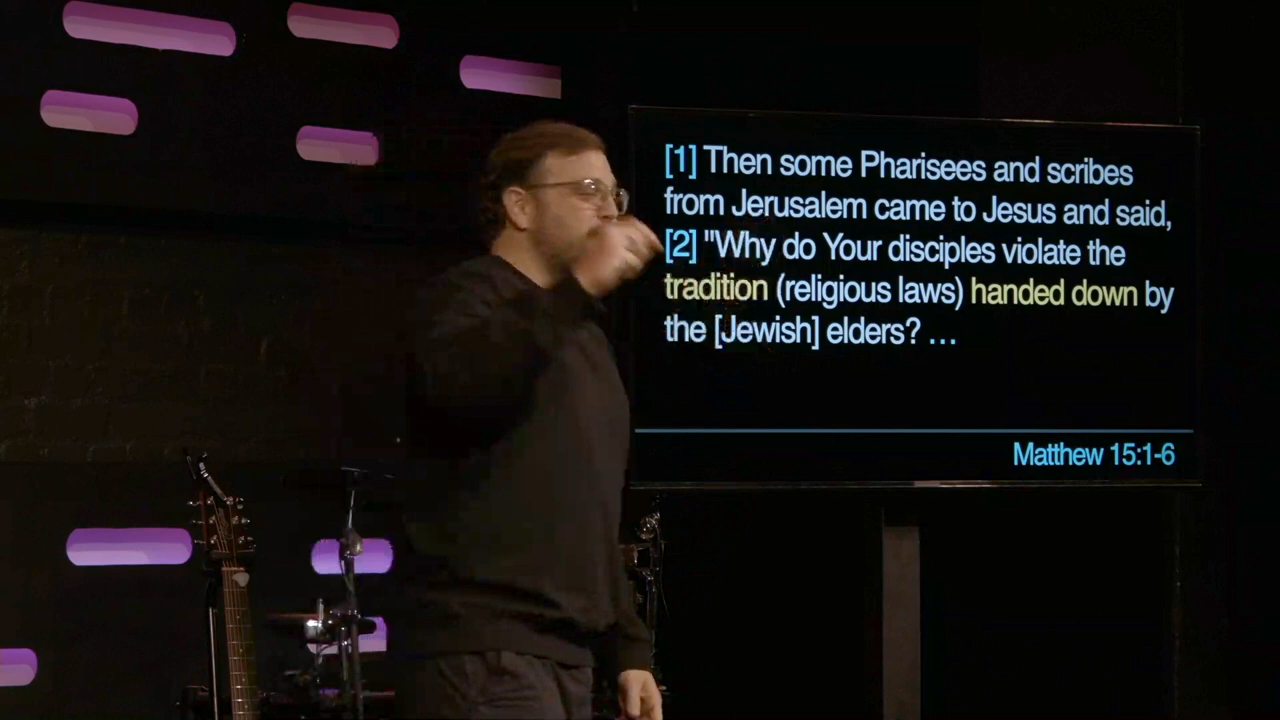 [1] Then some Pharisees and scribes
from Jerusalem came to Jesus and said,
[2] "Why do Your disciples violate the
tradition (religious laws) handed down by
the [Jewish] elders? …
Matthew 15:1-6